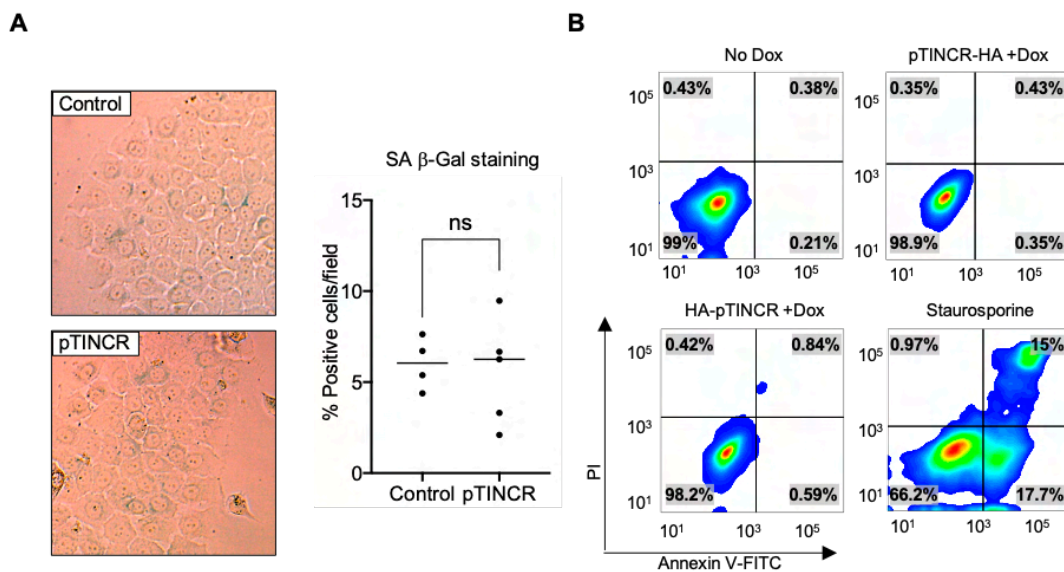 A
Control
pTINCR
SA β-Gal staining
ns
15
10
5
0
% Positive cells/field
Control pTINCR
B
No Dox
0.43% 0.38%
10⁵
10³
10¹
99% 0.21%
10¹ 10³ 10⁵
pTINCR-HA +Dox
0.35% 0.43%
10⁵
10³
10¹
98.9% 0.35%
10¹ 10³ 10⁵
HA-pTINCR +Dox
0.42% 0.84%
10⁵
10³
10¹
98.2% 0.59%
10¹ 10³ 10⁵
Staurosporine
0.97% 15%
10⁵
10³
10¹
66.2% 17.7%
10¹ 10³ 10⁵
PI
Annexin V-FITC